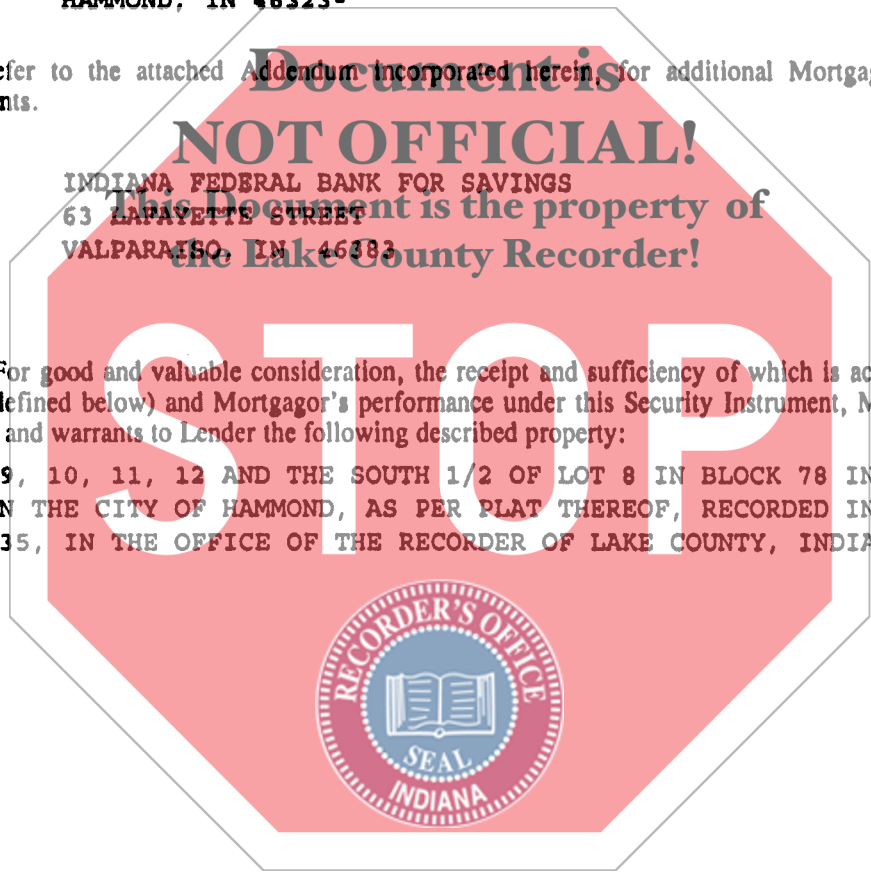 HAMMOND, IN 46323-
efer to the attached Addendum incorporated herein, for additional Mortga
nts.
Document is
NOT OFFICIAL!
This Document is the property of
the Lake County Recorder!
INDIANA FEDERAL BANK FOR SAVINGS
63 LAFAYETTE STREET
VALPARAISO, IN 46383
STOP
For good and valuable consideration, the receipt and sufficiency of which is ac
defined below) and Mortgagor's performance under this Security Instrument, M
and warrants to Lender the following described property:
9, 10, 11, 12 AND THE SOUTH 1/2 OF LOT 8 IN BLOCK 78 IN
N THE CITY OF HAMMOND, AS PER PLAT THEREOF, RECORDED IN
35, IN THE OFFICE OF THE RECORDER OF LAKE COUNTY, INDIA
RECORDER'S OFFICE
SEAL
INDIANA